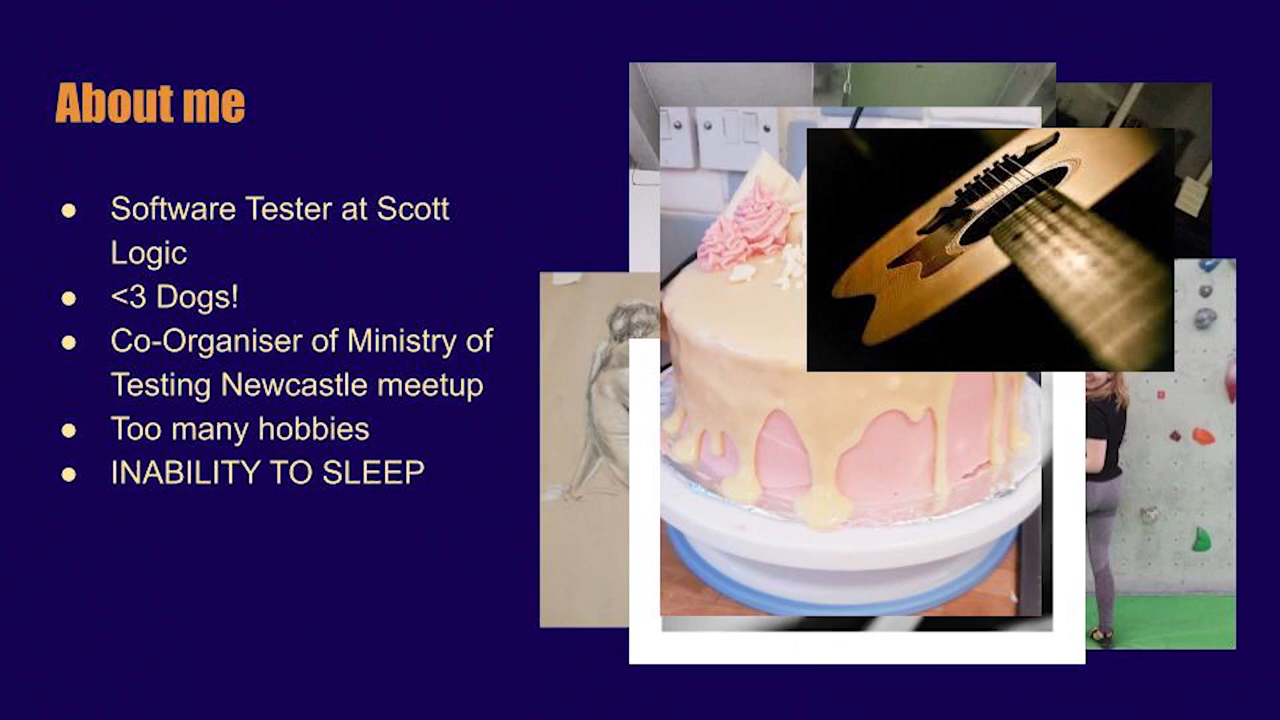 About me
● Software Tester at Scott
Logic
● <3 Dogs!
● Co-Organiser of Ministry of
Testing Newcastle meetup
● Too many hobbies
● INABILITY TO SLEEP